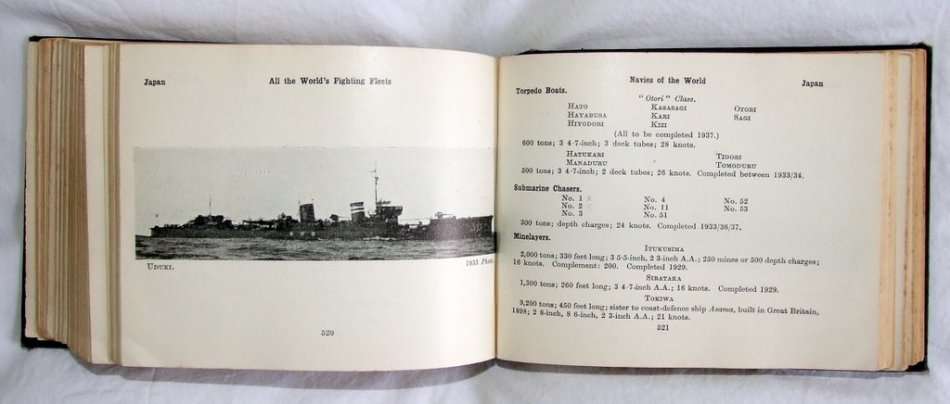 Japan
All the World's Fighting Fleets
UDUKI.
1933 Photo.
520
Navies of the World
Japan
Torpedo Boats.
"Otori" Class.
HATO KASASAGI OTORI
HAYABUSA KARI SAGI
HIYODORI KIZI
(All to be completed 1937.)
600 tons; 3 4·7-inch; 3 deck tubes; 28 knots.
HATUKARI TIDORI
MANADURU TOMODURU
500 tons; 3 4·7-inch; 2 deck tubes; 26 knots. Completed between 1933/34.
Submarine Chasers.
No. 1 No. 4 No. 52
No. 2 No. 11 No. 53
No. 3 No. 51
300 tons; depth charges; 24 knots. Completed 1933/36/37.
Minelayers.
ITUKUSIMA
2,000 tons; 330 feet long; 3 5·5-inch, 2 3-inch A.A.; 250 mines or 500 depth charges;
16 knots. Complement: 200. Completed 1929.
SIRATAKA
1,300 tons; 260 feet long; 3 4·7-inch A.A.; 16 knots. Completed 1929.
TOKIWA
9,200 tons; 450 feet long; sister to coast-defence ship Asama, built in Great Britain,
1898; 2 8-inch, 8 6-inch, 2 3-inch A.A.; 21 knots.
521